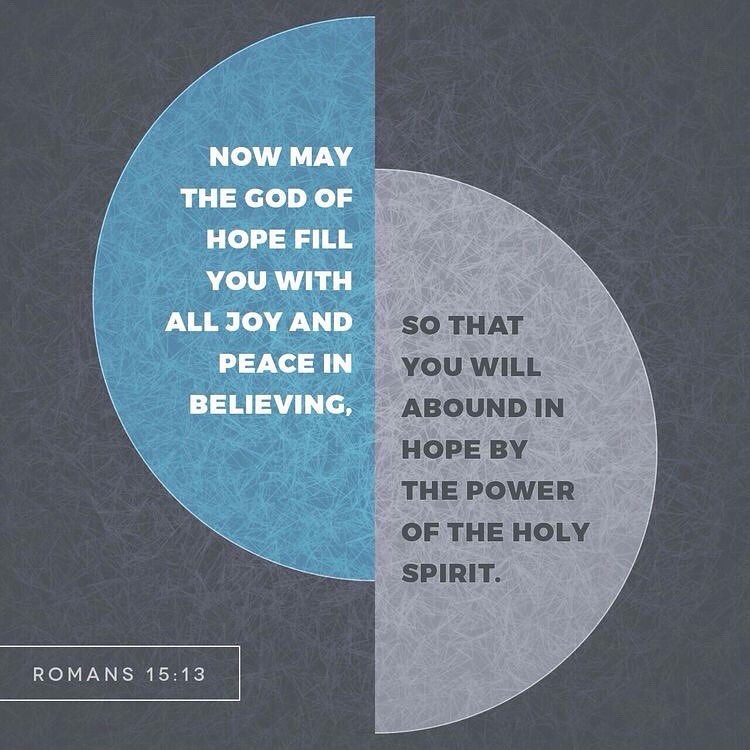 NOW MAY
THE GOD OF
HOPE FILL
YOU WITH
ALL JOY AND
PEACE IN
BELIEVING,
SO THAT
YOU WILL
ABOUND IN
HOPE BY
THE POWER
OF THE HOLY
SPIRIT.
ROMANS 15:13